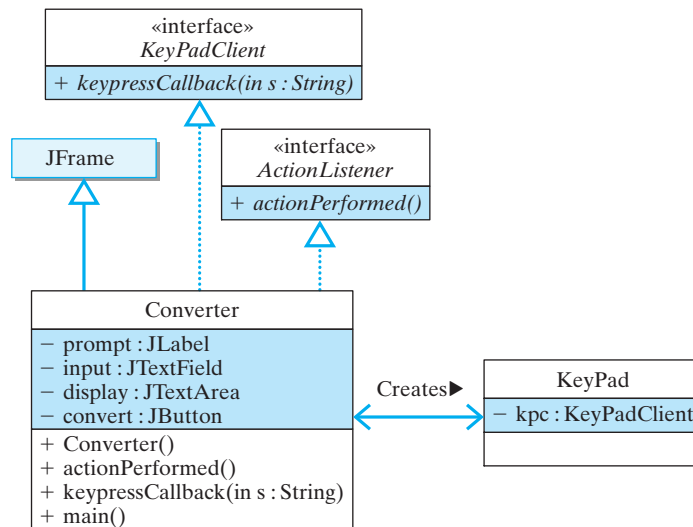 «interface»
KeyPadClient
+ keypressCallback(in s : String)
JFrame
«interface»
ActionListener
+ actionPerformed()
Converter
− prompt : JLabel
− input : JTextField
− display : JTextArea
− convert : JButton
+ Converter()
+ actionPerformed()
+ keypressCallback(in s : String)
+ main()
Creates▶
KeyPad
− kpc : KeyPadClient